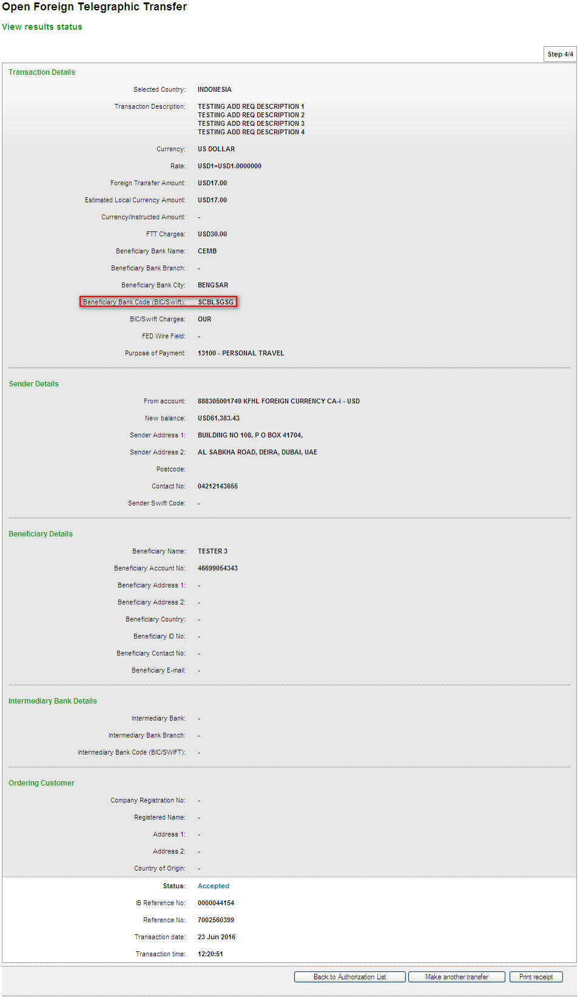 Open Foreign Telegraphic Transfer
View results status
Step 4/4
Transaction Details
Selected Country: INDONESIA
Transaction Description: TESTING ADD REQ DESCRIPTION 1
TESTING ADD REQ DESCRIPTION 2
TESTING ADD REQ DESCRIPTION 3
TESTING ADD REQ DESCRIPTION 4
Currency: US DOLLAR
Rate: USD1=USD1.0000000
Foreign Transfer Amount: USD17.00
Estimated Local Currency Amount: USD17.00
Currency/Instructed Amount: -
FTT Charges: USD30.00
Beneficiary Bank Name: CEMB
Beneficiary Bank Branch: -
Beneficiary Bank City: BENGSAR
Beneficiary Bank Code (BIC/Swift): SCBLSGSG
BIC/Swift Charges: OUR
FED Wire Field: -
Purpose of Payment: 13100 - PERSONAL TRAVEL
Sender Details
From account: 888305001749 KFHL FOREIGN CURRENCY CA-i - USD
New balance: USD61,383.43
Sender Address 1: BUILDING NO 108, P O BOX 41704,
Sender Address 2: AL SABKHA ROAD, DEIRA, DUBAI, UAE
Postcode:
Contact No: 04212143655
Sender Swift Code: -
Beneficiary Details
Beneficiary Name: TESTER 3
Beneficiary Account No: 46699054343
Beneficiary Address 1: -
Beneficiary Address 2: -
Beneficiary Country: -
Beneficiary ID No: -
Beneficiary Contact No: -
Beneficiary E-mail: -
Intermediary Bank Details
Intermediary Bank: -
Intermediary Bank Branch: -
Intermediary Bank Code (BIC/SWIFT): -
Ordering Customer
Company Registration No: -
Registered Name: -
Address 1: -
Address 2: -
Country of Origin: -
Status: Accepted
IB Reference No: 0000044154
Reference No: 7002560399
Transaction date: 23 Jun 2016
Transaction time: 12:20:51
Back to Authorization List Make another transfer Print receipt